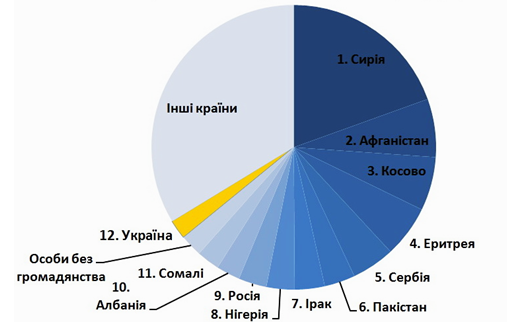 1. Сирія
2. Афганістан
3. Косово
4. Еритрея
5. Сербія
6. Пакістан
7. Ірак
8. Нігерія
9. Росія
10.
Албанія
11. Сомалі
Особи без
громадянства
12. Україна
Інші країни